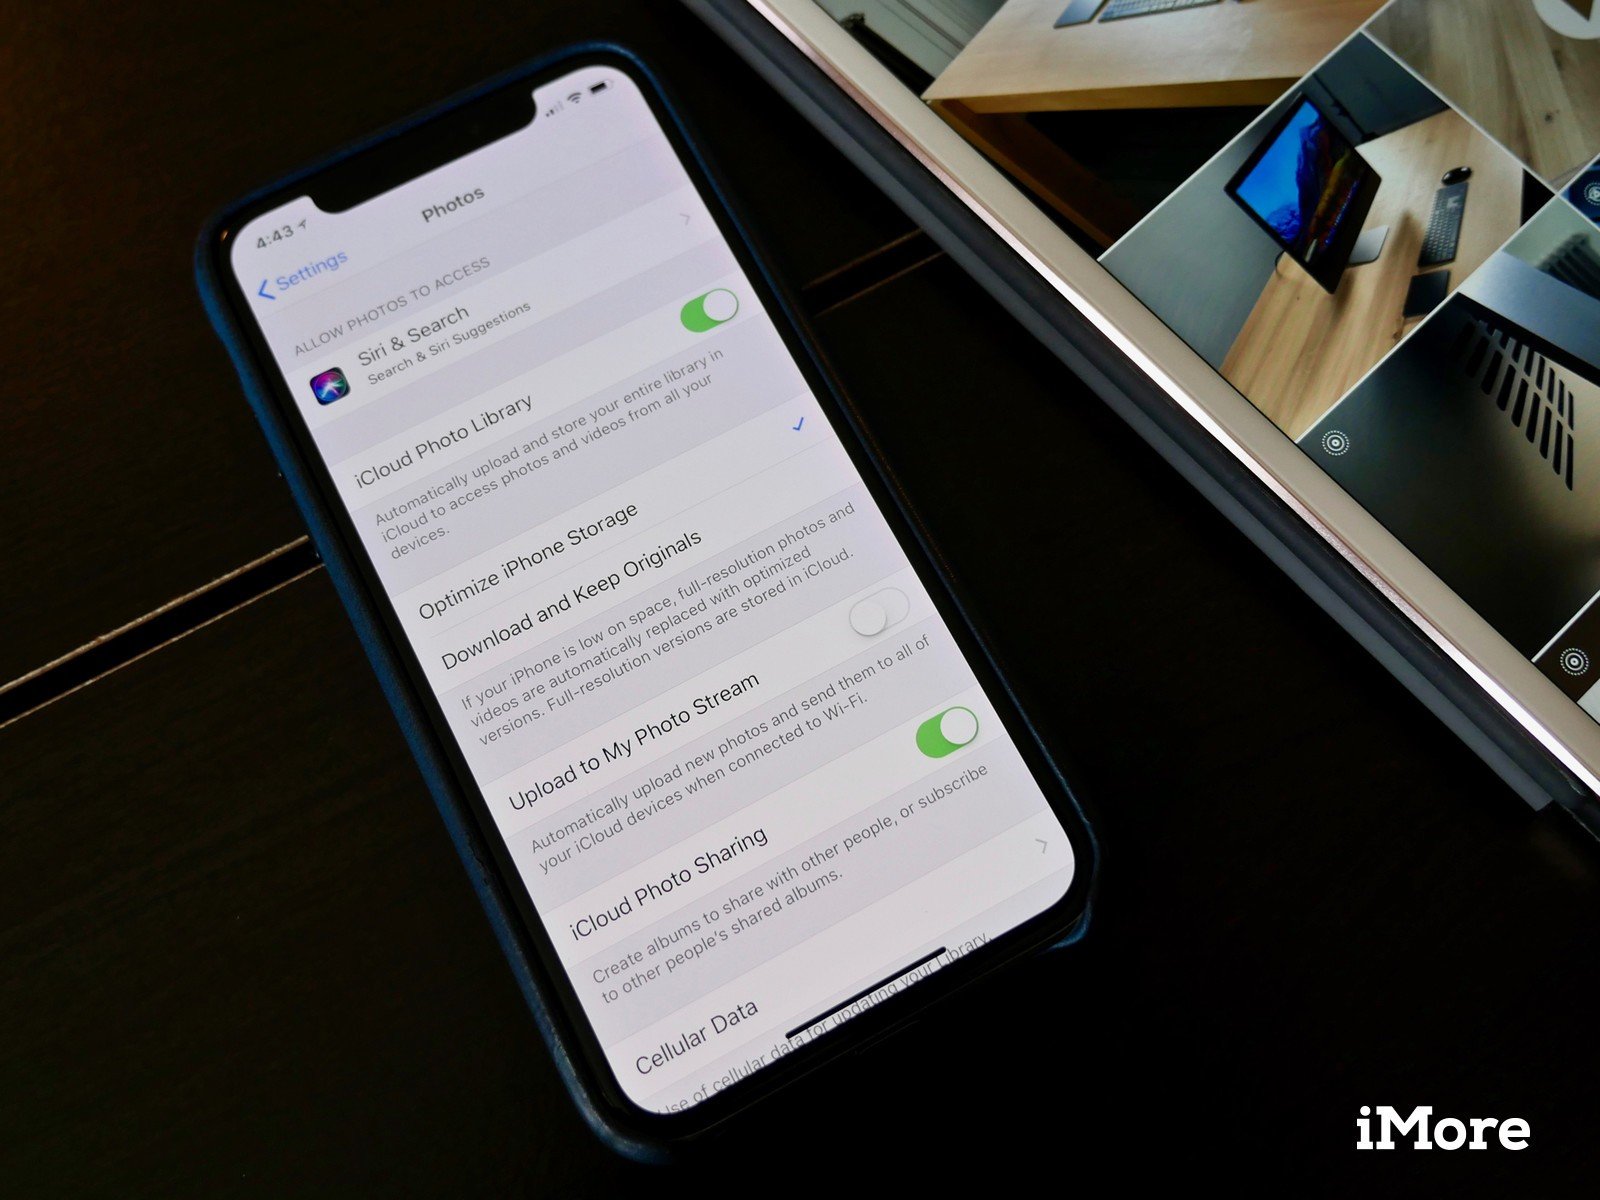 4:43
Settings
Photos
ALLOW PHOTOS TO ACCESS
Siri & Search
Search & Siri Suggestions
iCloud Photo Library
Automatically upload and store your entire library in
iCloud to access photos and videos from all your
devices.
Optimize iPhone Storage
Download and Keep Originals
If your iPhone is low on space, full-resolution photos and
videos are automatically replaced with optimized
versions. Full-resolution versions are stored in iCloud.
Upload to My Photo Stream
Automatically upload new photos and send them to all of
your iCloud devices when connected to Wi-Fi.
iCloud Photo Sharing
Create albums to share with other people, or subscribe
to other people's shared albums.
Cellular Data
Use of cellular data for updating your Library.
iMore